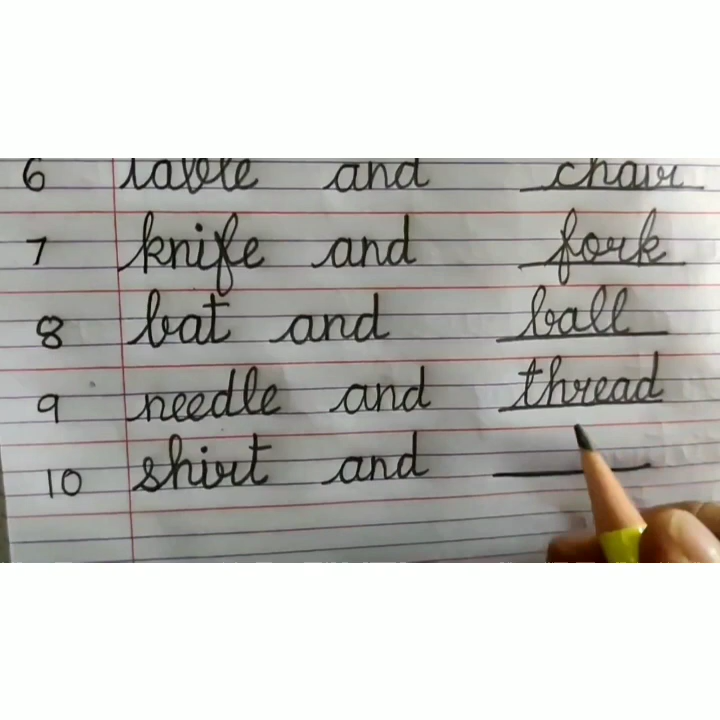 6 table and chair
7 knife and fork
8 bat and ball
9 needle and thread
10 shirt and ______